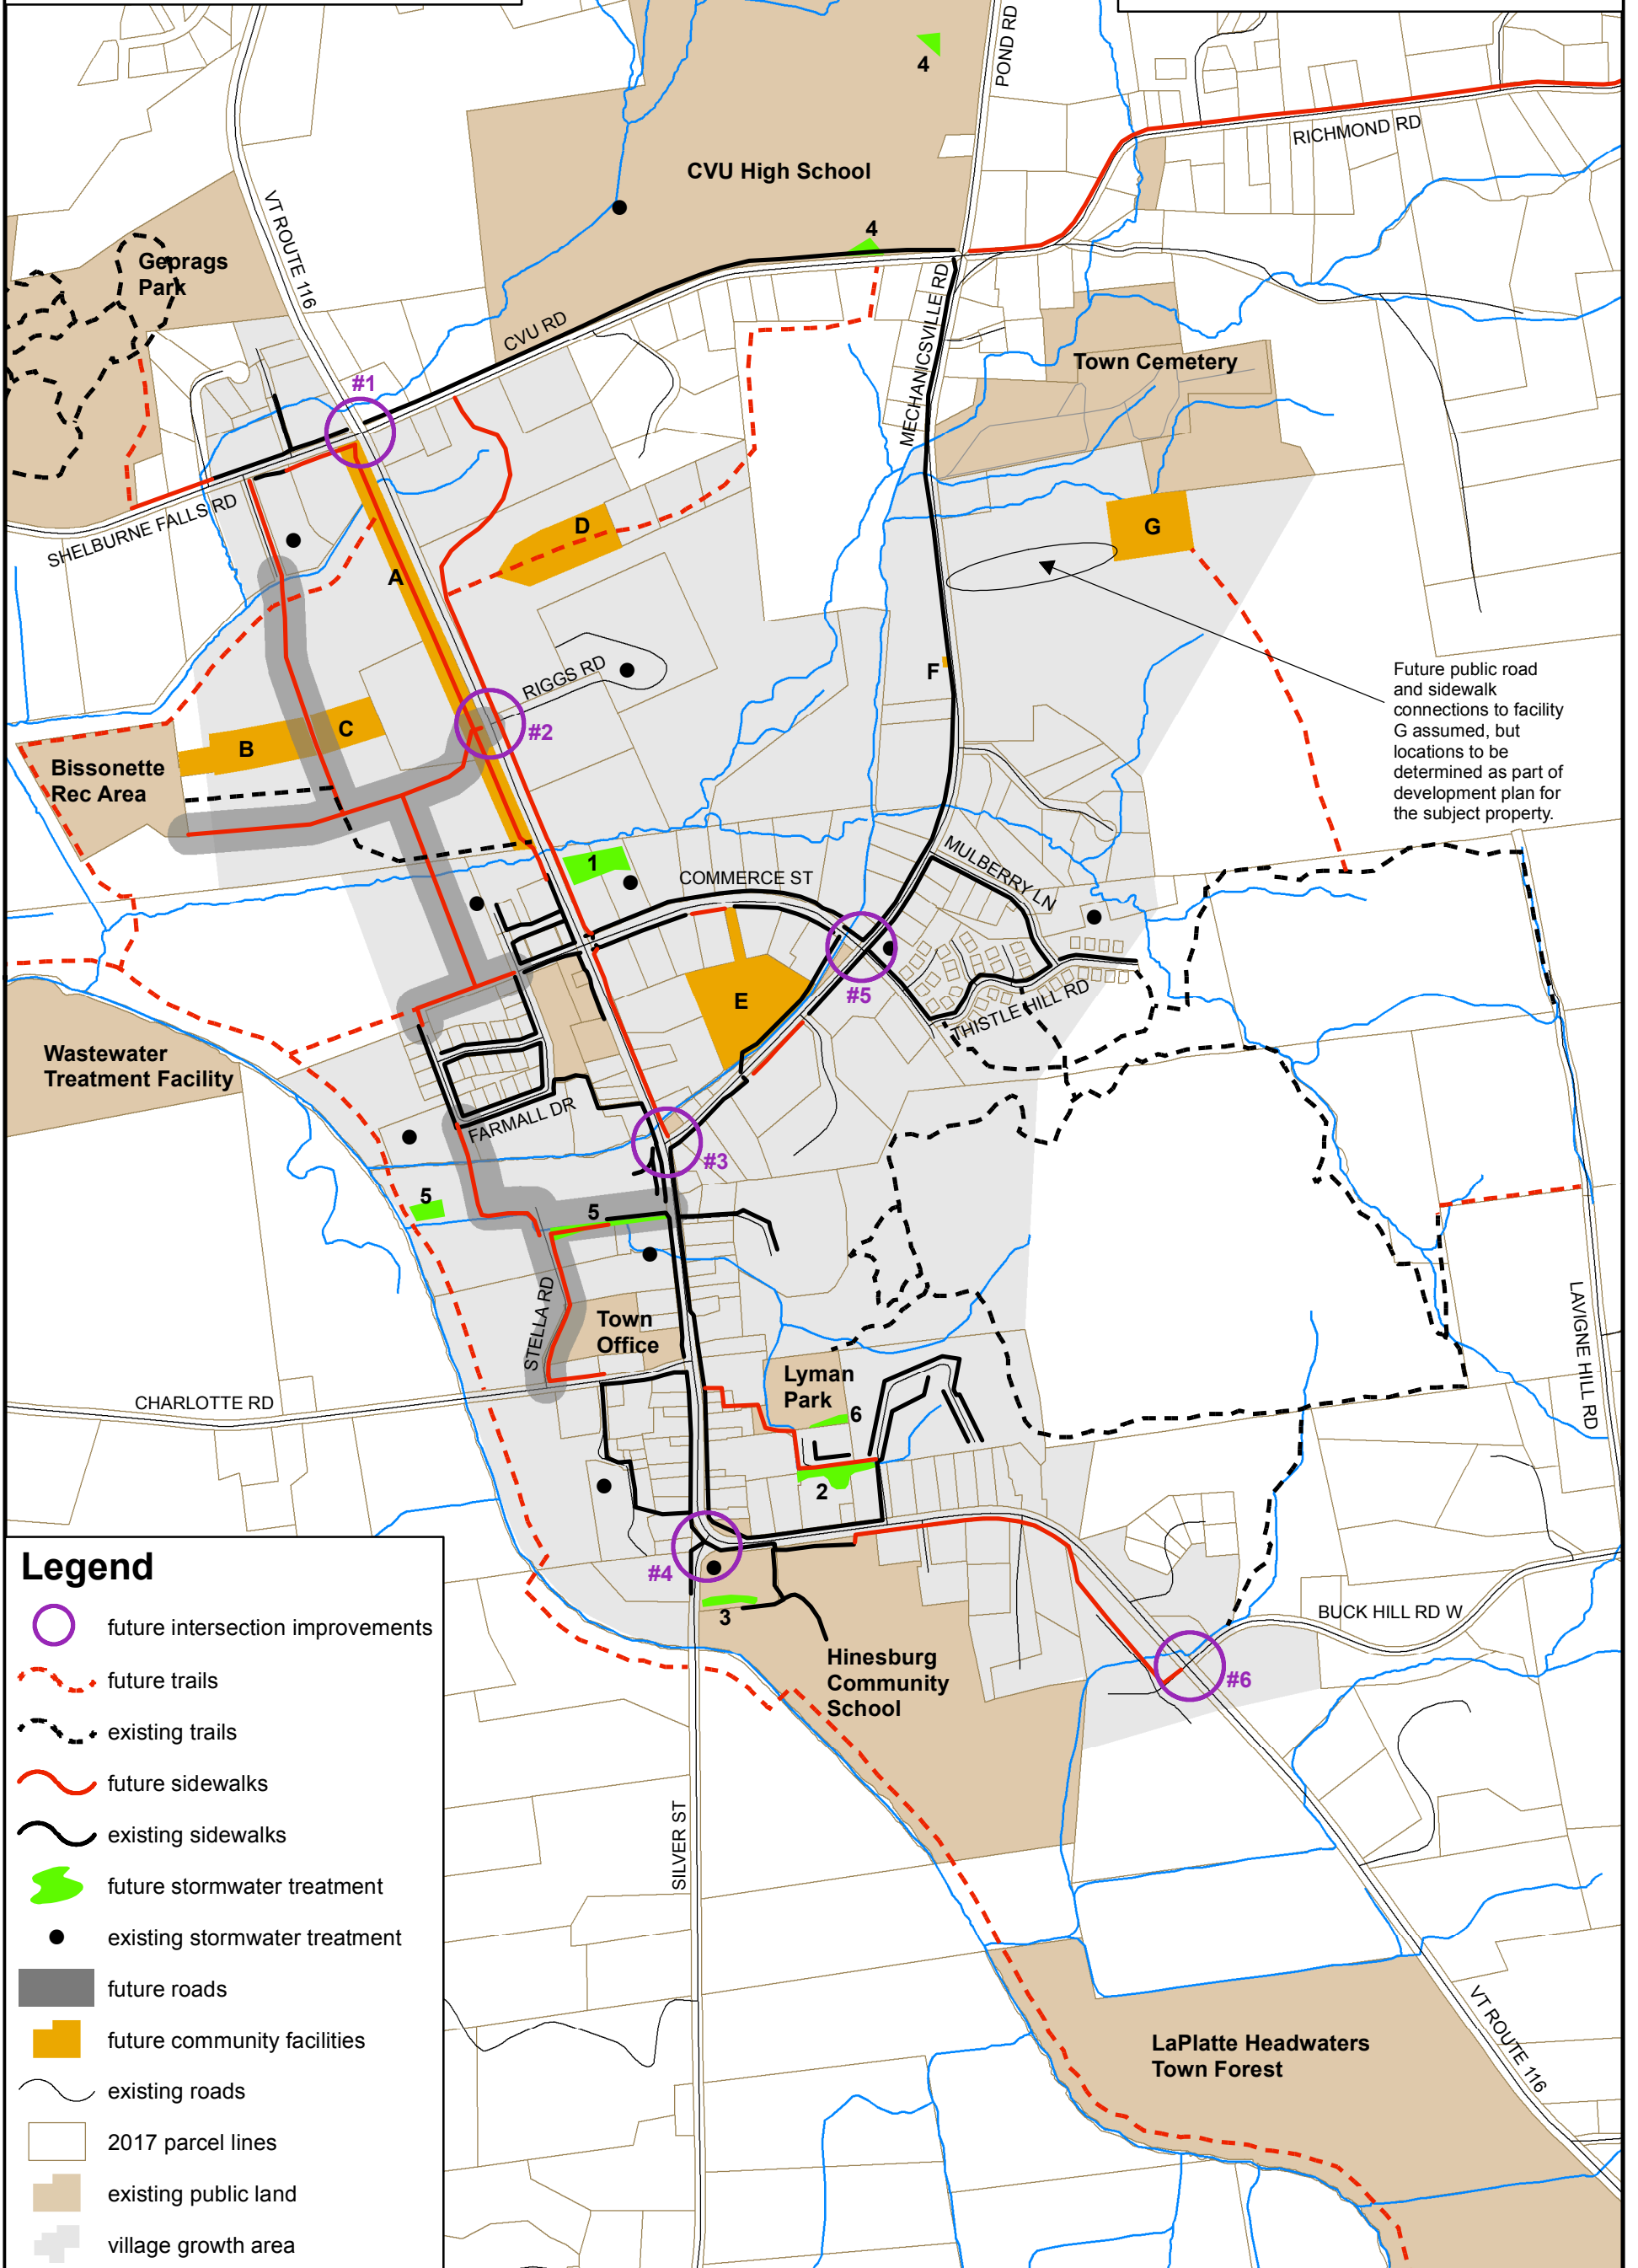 4
POND RD
RICHMOND RD
CVU High School
VT ROUTE 116
4
Geprags
Park
CVU RD
MECHANICSVILLE RD
Town Cemetery
#1
SHELBURNE FALLS RD
D
G
A
RIGGS RD
F
Future public road
and sidewalk
connections to facility
G assumed, but
locations to be
determined as part of
development plan for
the subject property.
#2
C
B
Bissonette
Rec Area
MULBERRY LN
1
COMMERCE ST
#5
E
THISTLE HILL RD
Wastewater
Treatment Facility
FARMALL DR
#3
5
5
STELLA RD
Town
Office
LAVIGNE HILL RD
Lyman
Park
CHARLOTTE RD
6
2
#4
3
BUCK HILL RD W
Hinesburg
Community
School
#6
SILVER ST
VT ROUTE 116
LaPlatte Headwaters
Town Forest
Legend
future intersection improvements
future trails
existing trails
future sidewalks
existing sidewalks
future stormwater treatment
existing stormwater treatment
future roads
future community facilities
existing roads
2017 parcel lines
existing public land
village growth area